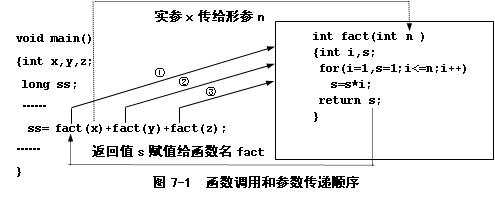 实参 x 传给形参 n
void main()
{int x,y,z;
long ss;
------
ss= fact(x)+fact(y)+fact(z);
------
}
①
②
③
int fact(int n )
{int i,s;
for(i=1,s=1;i<=n;i++)
s=s*i;
return s;
}
返回值 s 赋值给函数名 fact
图 7-1 函数调用和参数传递顺序